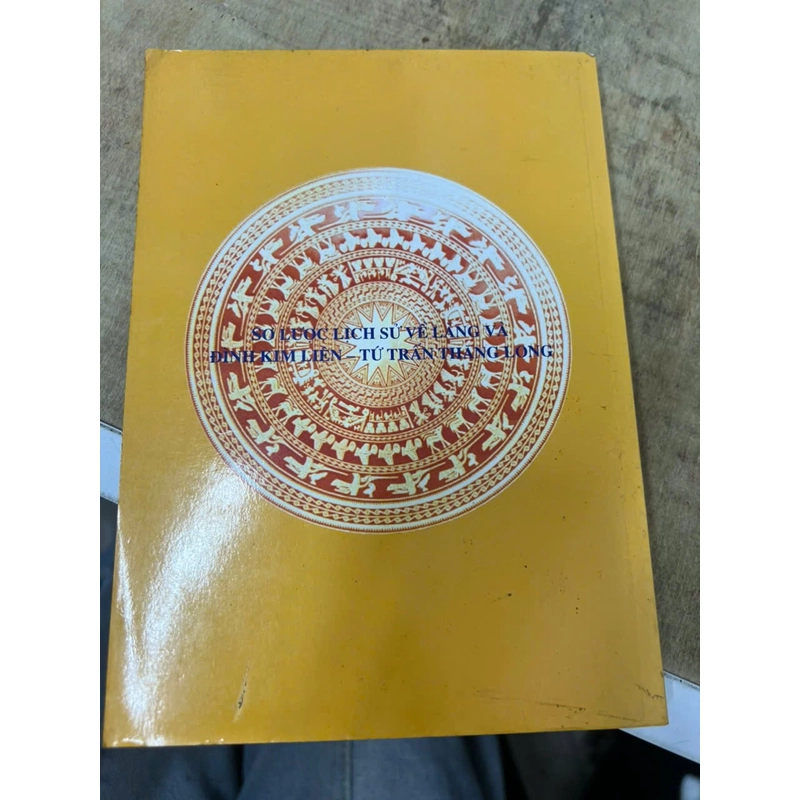 SƠ LƯỢC LỊCH SỬ VỀ LÀNG VÀ
ĐÌNH KIM LIÊN – TỨ TRẤN THĂNG LONG